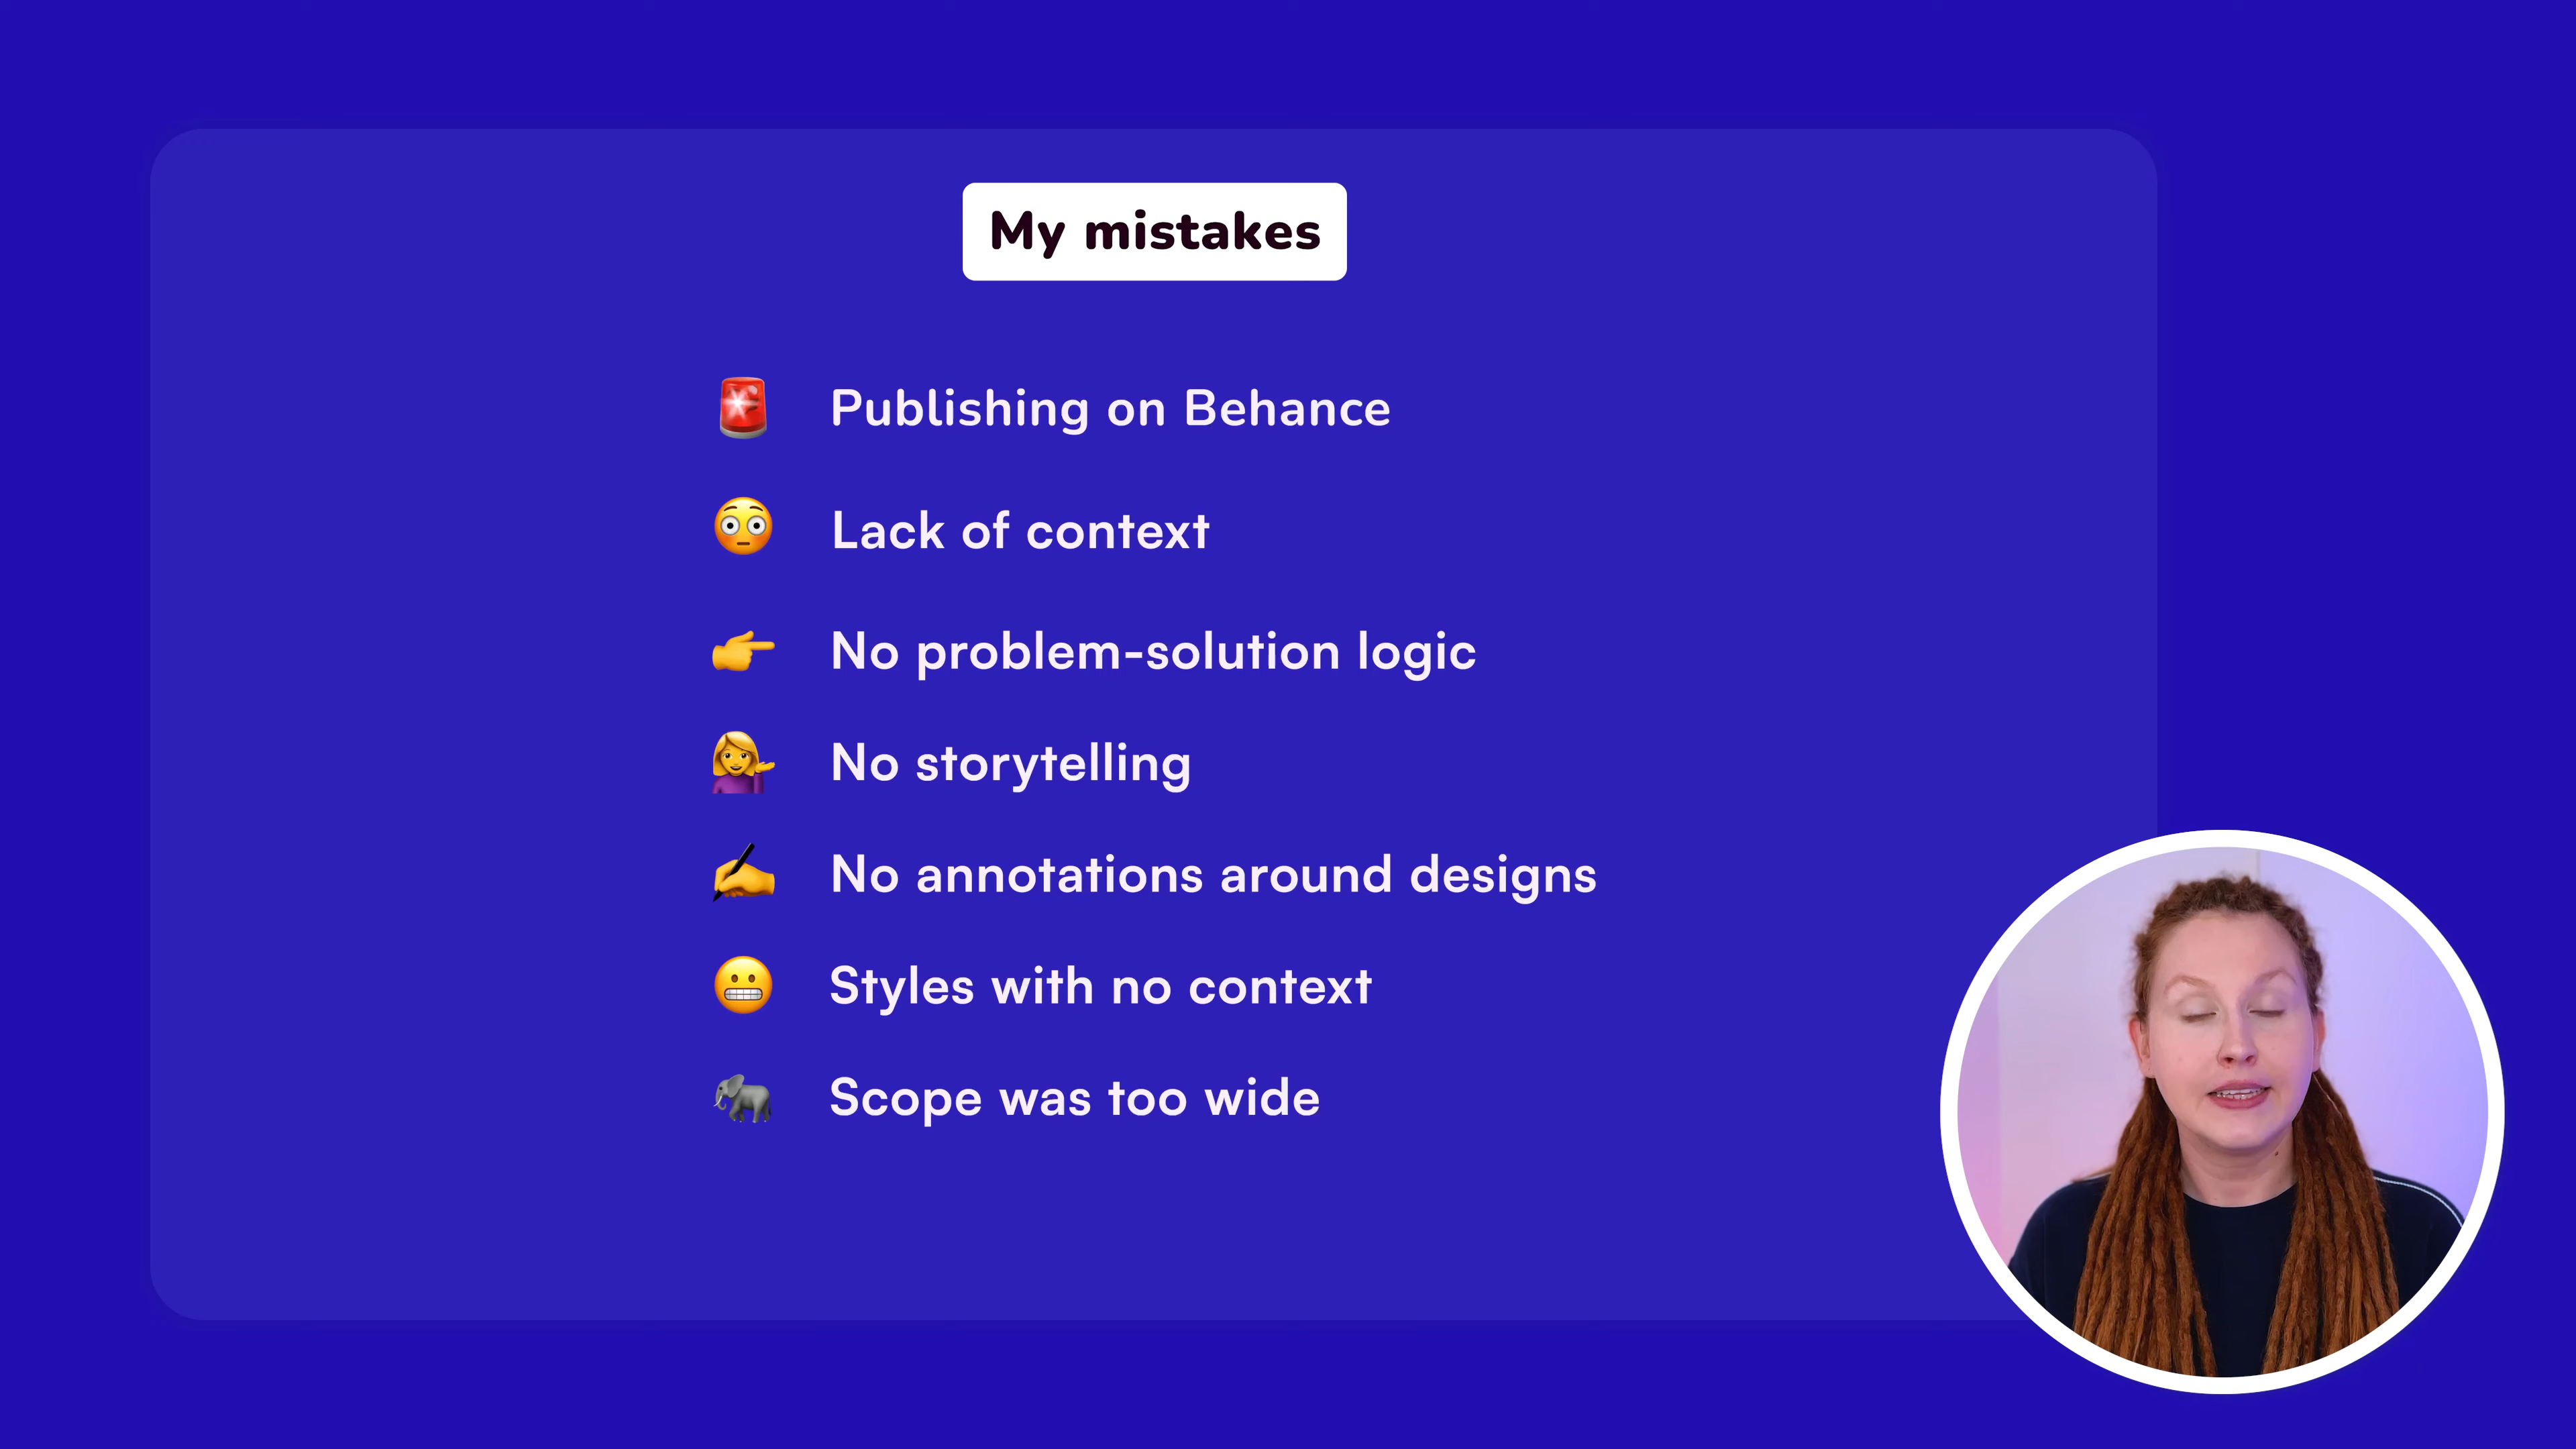 My mistakes
Publishing on Behance
Lack of context
No problem-solution logic
No storytelling
No annotations around designs
Styles with no context
Scope was too wide